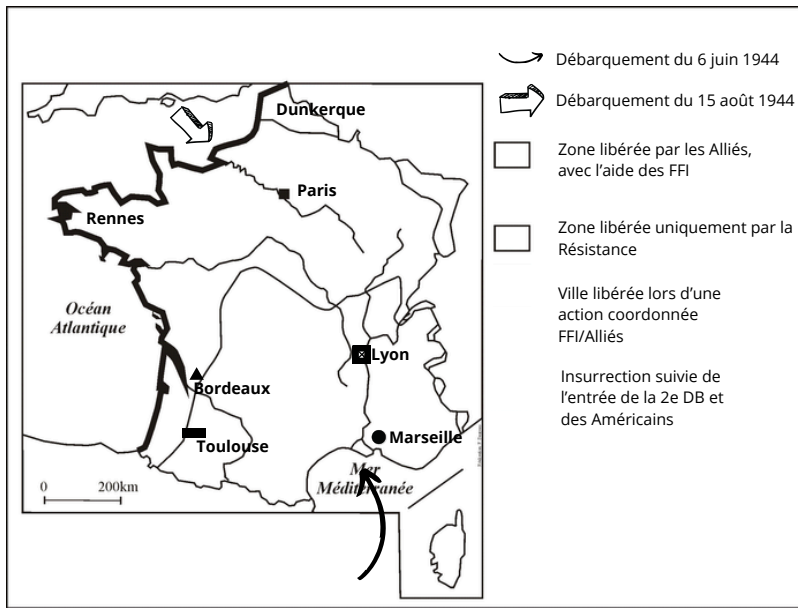 Débarquement du 6 juin 1944
Débarquement du 15 août 1944
Zone libérée par les Alliés,
avec l'aide des FFI
Zone libérée uniquement par la
Résistance
Ville libérée lors d'une
action coordonnée
FFI/Alliés
Insurrection suivie de
l'entrée de la 2e DB et
des Américains
Dunkerque
Paris
Rennes
Océan
Atlantique
Lyon
Bordeaux
Toulouse
Marseille
Mer
Méditerranée
0 200km